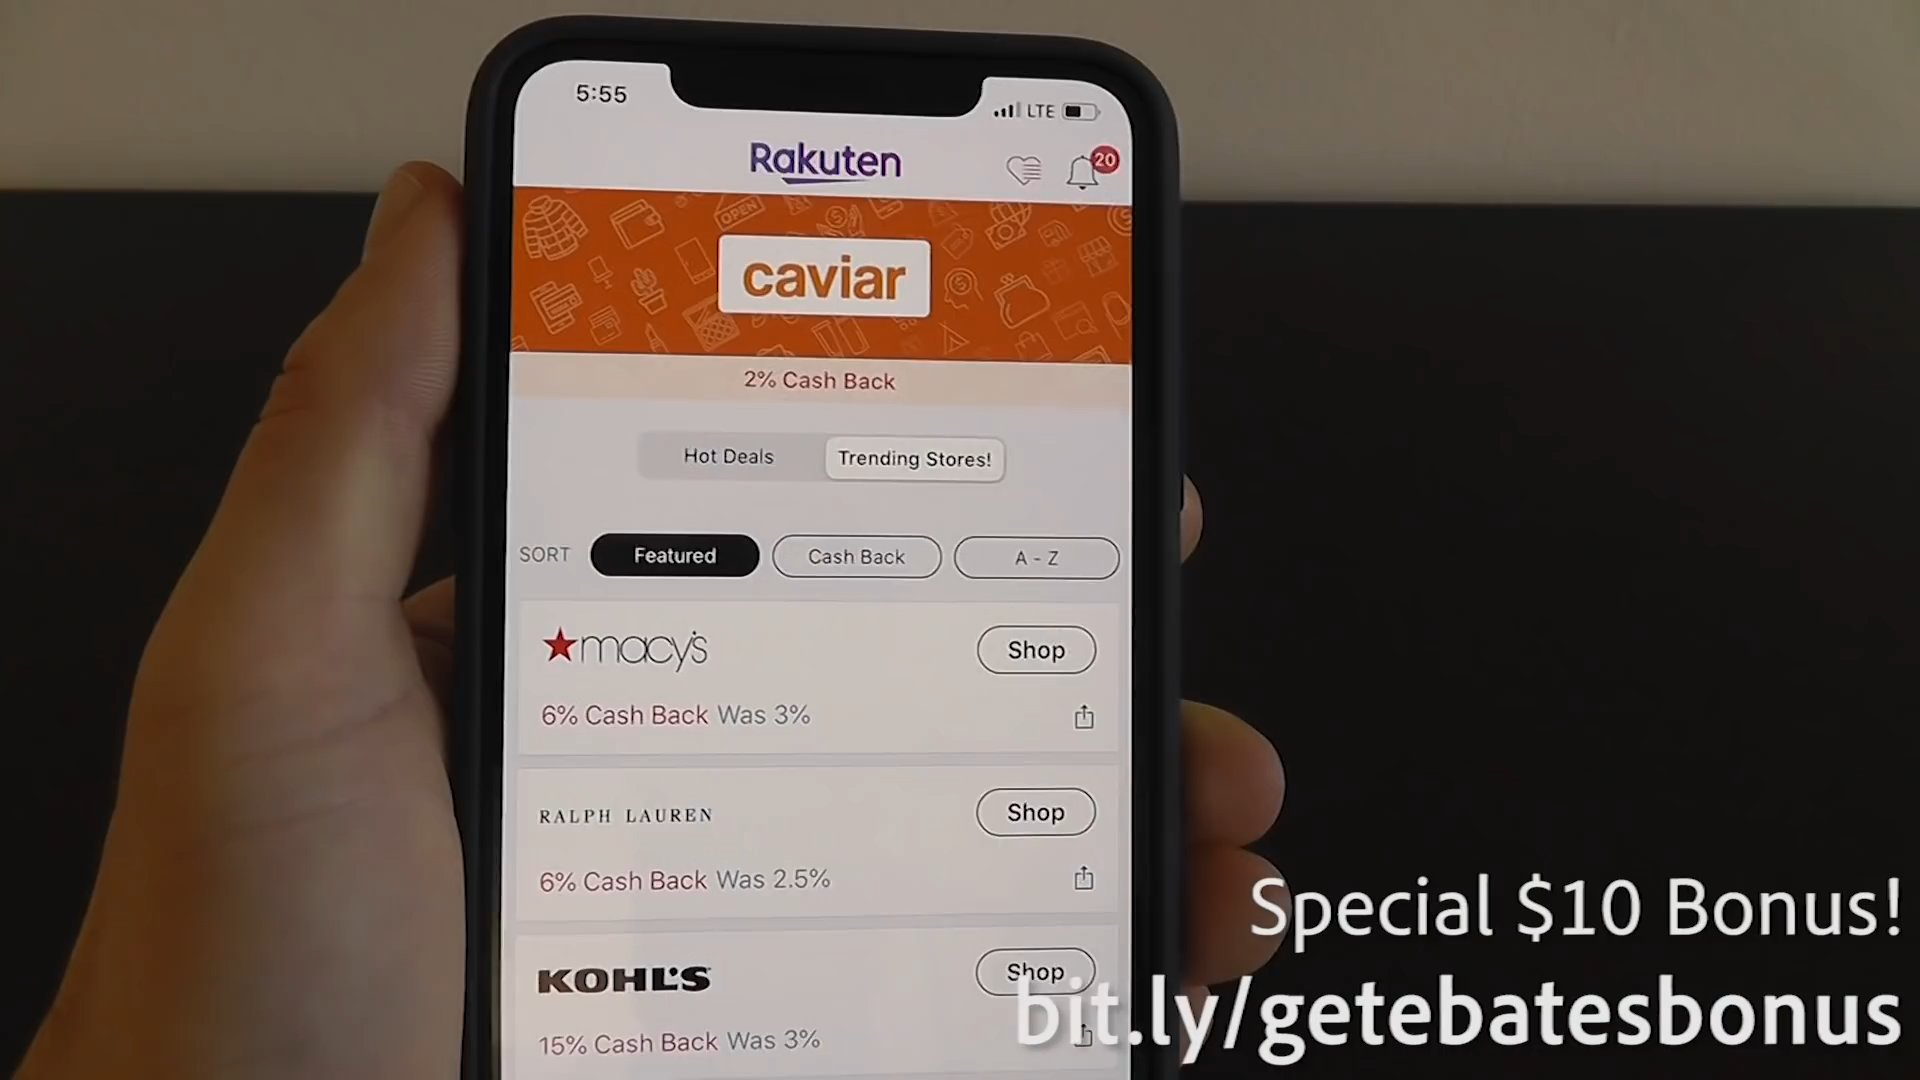 5:55
LTE
Rakuten
20
OPEN
caviar
2% Cash Back
Hot Deals
Trending Stores!
SORT
Featured
Cash Back
A - Z
macy's
Shop
6% Cash Back Was 3%
RALPH LAUREN
Shop
6% Cash Back Was 2.5%
KOHL'S
Shop
15% Cash Back Was 3%
Special $10 Bonus!
bit.ly/getebatesbonus